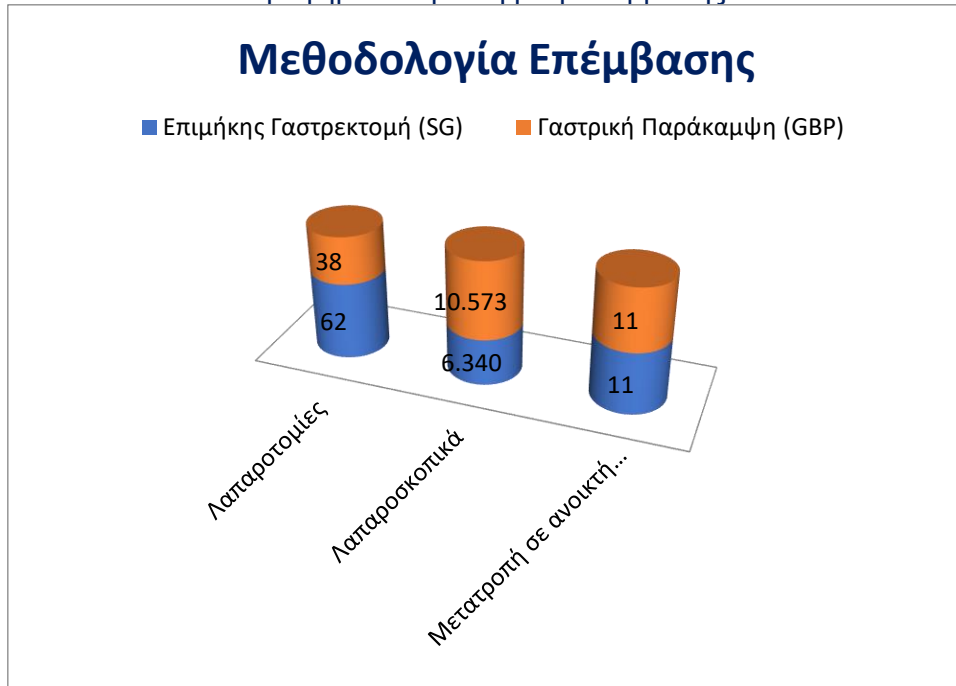 Μεθοδολογία Επέμβασης
Επιμήκης Γαστρεκτομή (SG)
Γαστρική Παράκαμψη (GBP)
38
10.573
11
62
6.340
11
Λαπαροτομίες
Λαπαροσκοπικά
Μετατροπή σε ανοικτή...